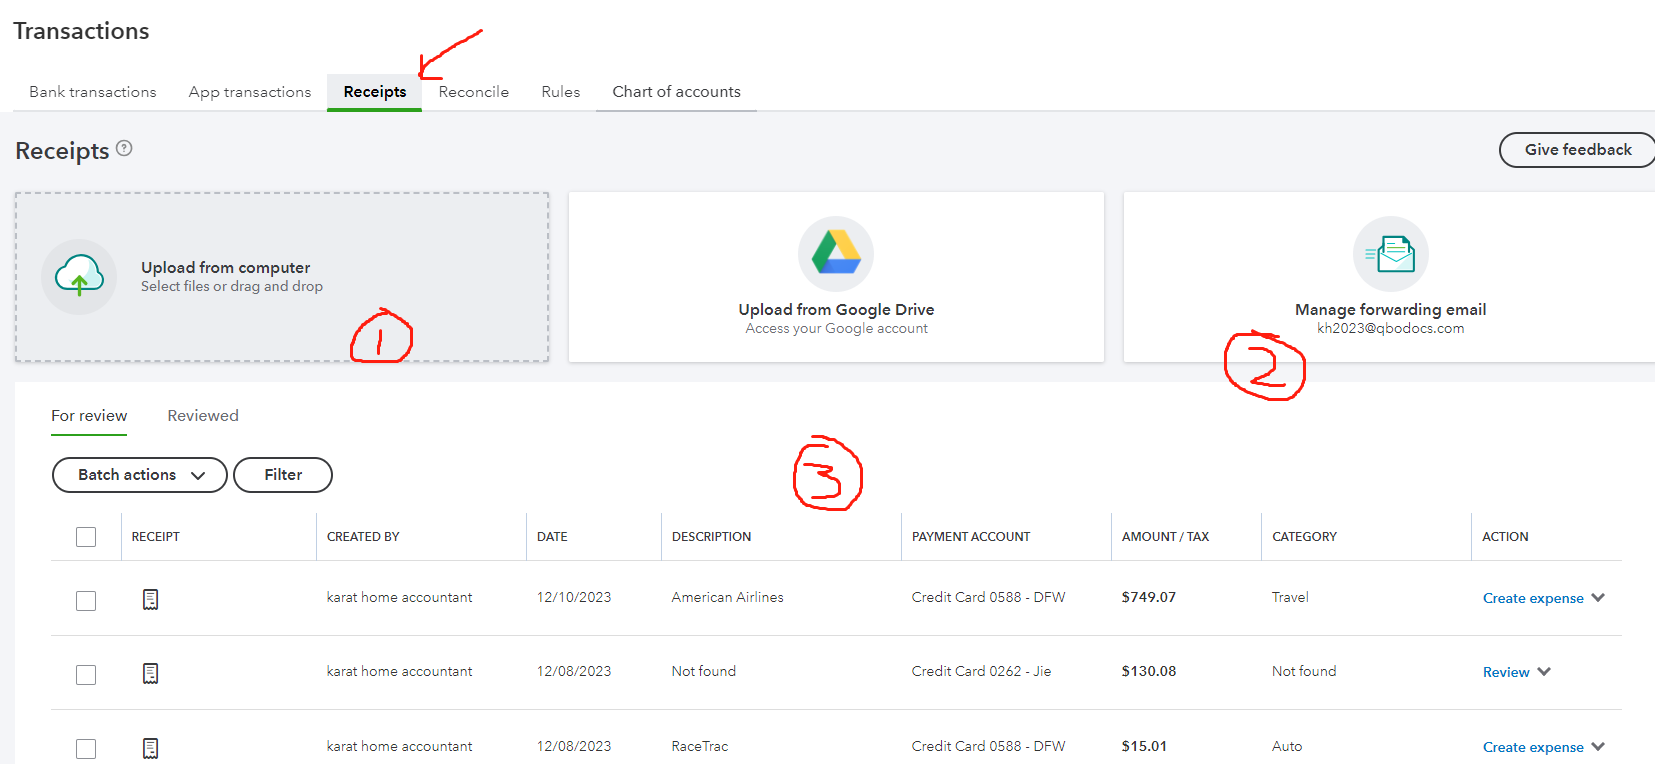 Transactions
Bank transactions App transactions Receipts Reconcile Rules Chart of accounts
Receipts ?
Give feedback
Upload from computer
Select files or drag and drop
1
Upload from Google Drive
Access your Google account
Manage forwarding email
kh2023@qbodocs.com
2
For review Reviewed
Batch actions Filter
3
RECEIPT CREATED BY DATE DESCRIPTION PAYMENT ACCOUNT AMOUNT / TAX CATEGORY ACTION
karat home accountant 12/10/2023 American Airlines Credit Card 0588 - DFW $749.07 Travel Create expense
karat home accountant 12/08/2023 Not found Credit Card 0262 - Jie $130.08 Not found Review
karat home accountant 12/08/2023 RaceTrac Credit Card 0588 - DFW $15.01 Auto Create expense